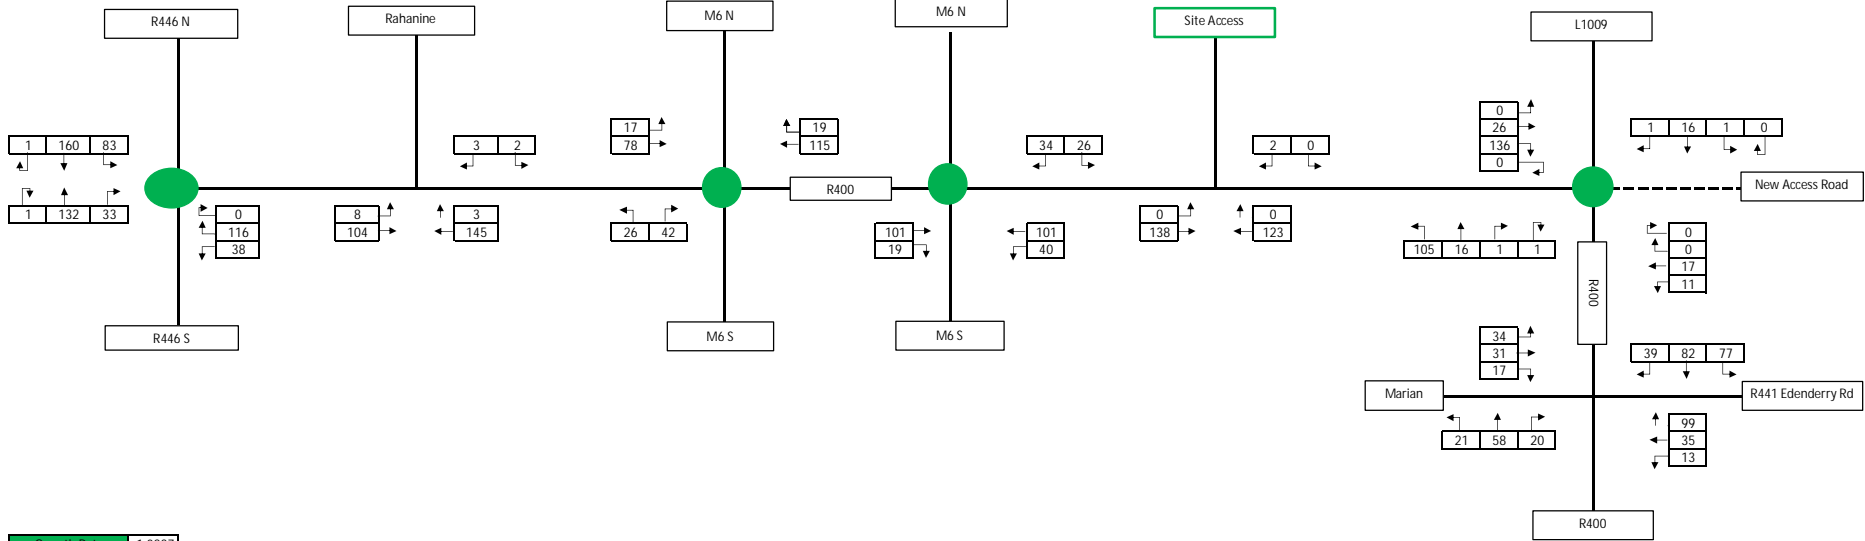 R446 N
Rahanine
M6 N
M6 N
Site Access
L1009
1 160 83
1 132 33
0
116
38
R446 S
8
104
3 2
3
145
17
78
26 42
19
115
R400
M6 S
101
19
34 26
101
40
M6 S
0
138
2 0
0
123
0
26
136
0
1 16 1 0
New Access Road
105 16 1 1
0
0
17
11
R400
34
31
17
39 82 77
Marian
R441 Edenderry Rd
21 58 20
99
35
13
R400